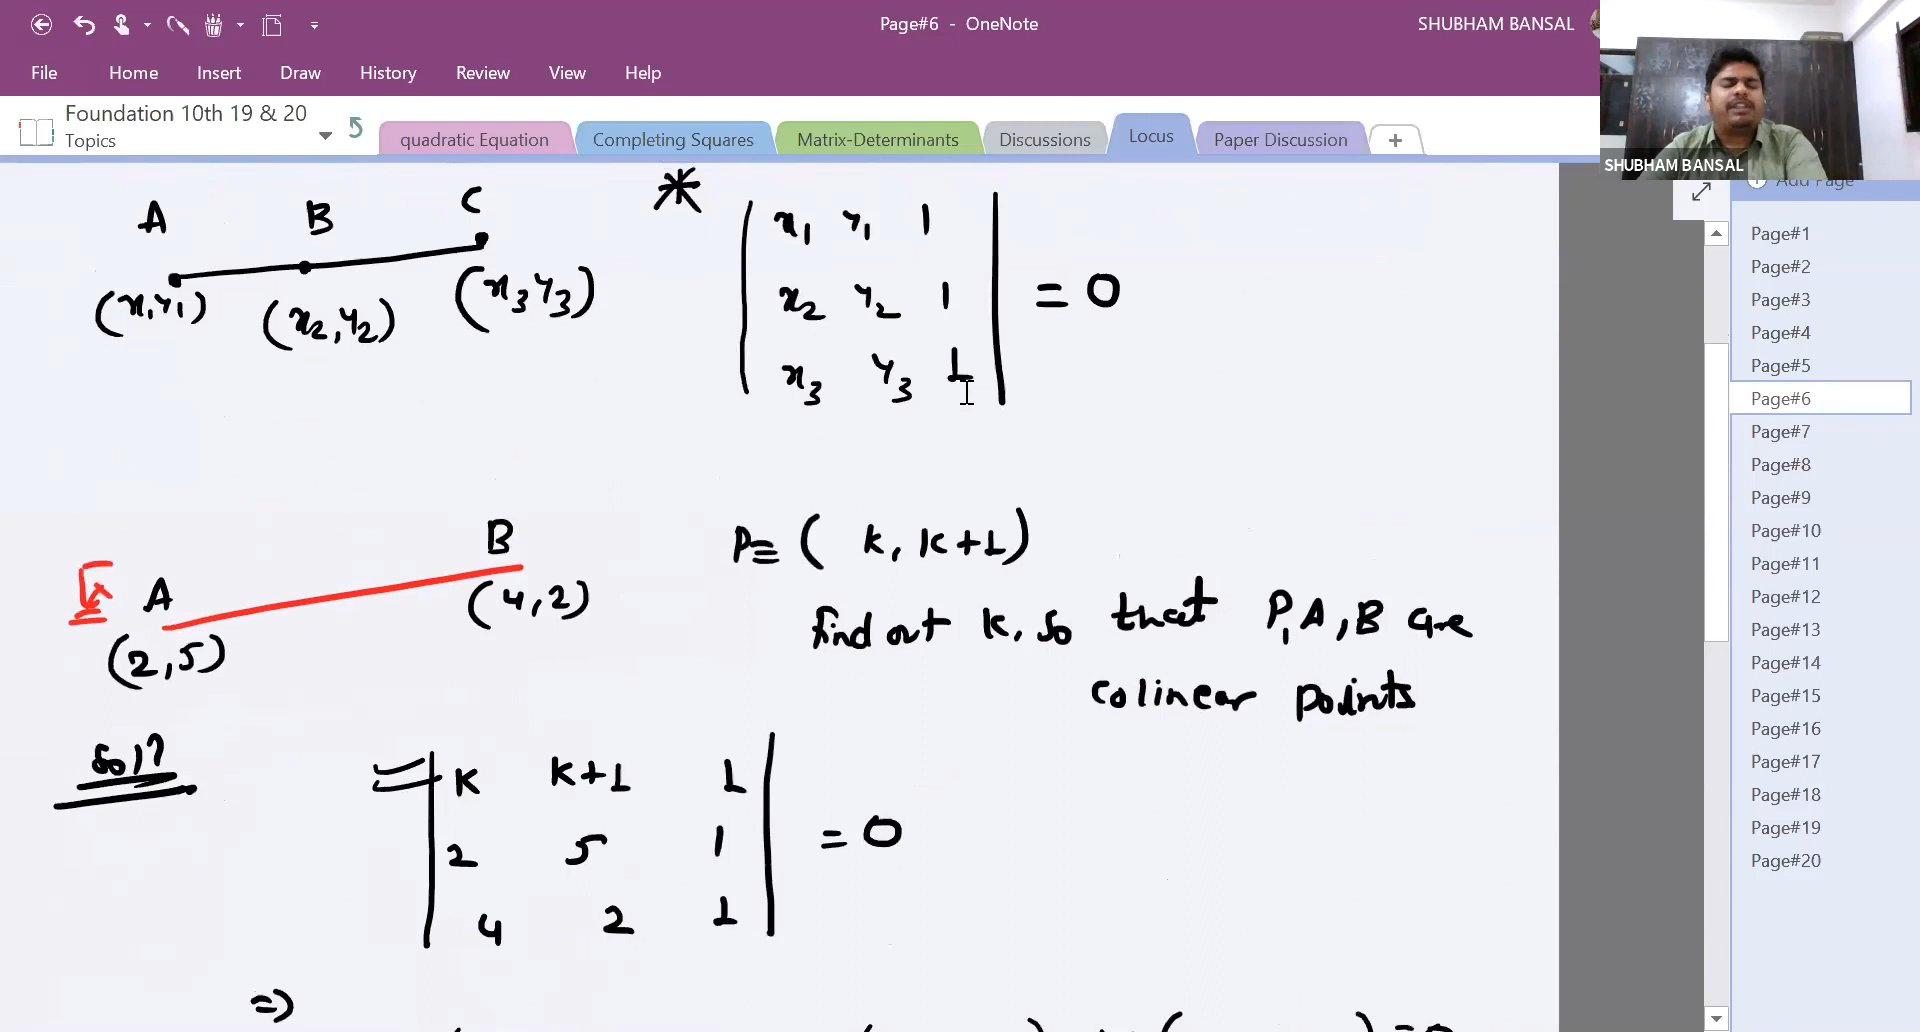 Page#6 - OneNote
SHUBHAM BANSAL
File Home Insert Draw History Review View Help
Foundation 10th 19 & 20
Topics
quadratic Equation Completing Squares Matrix-Determinants Discussions Locus Paper Discussion +
SHUBHAM BANSAL
Add Page
Page#1
Page#2
Page#3
Page#4
Page#5
Page#6
Page#7
Page#8
Page#9
Page#10
Page#11
Page#12
Page#13
Page#14
Page#15
Page#16
Page#17
Page#18
Page#19
Page#20
A B C
(x₁y₁) (x₂,y₂) (x₃y₃)
*
| x₁ y₁ 1 |
| x₂ y₂ 1 | = 0
| x₃ y₃ 1 |
A B
(2,5) (4,2)
P≡ ( k, k+1)
find out k, so that P, A, B are
colinear points
Sol?
| k k+1 1 |
| 2 5 1 | = 0
| 4 2 1 |
=>